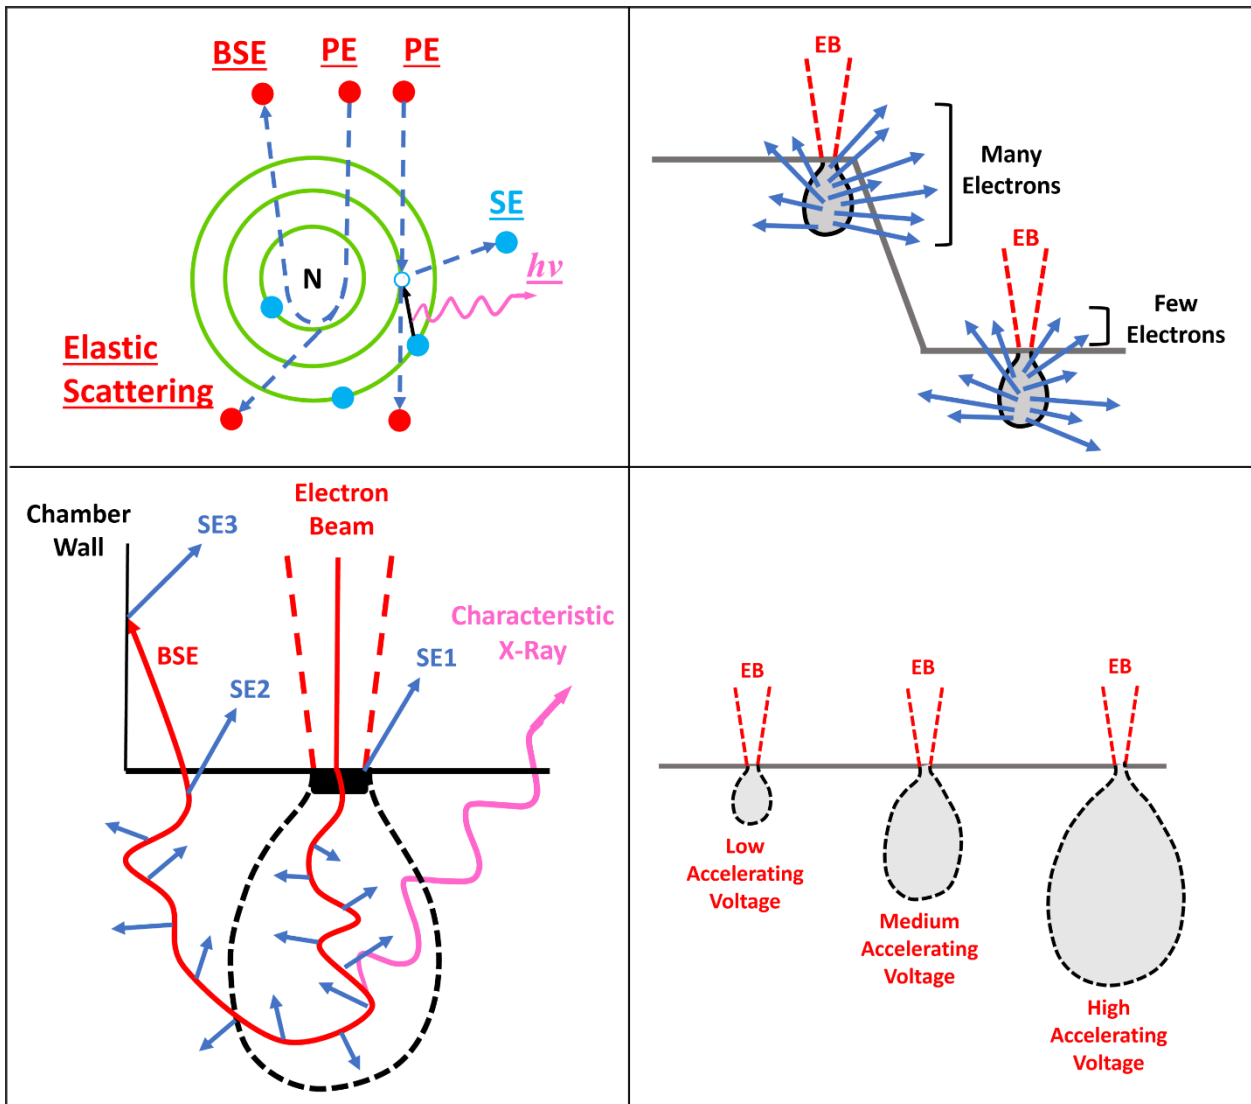 BSE PE PE
SE
hν
N
Elastic
Scattering
EB
Many
Electrons
EB
Few
Electrons
Electron
Beam
Chamber
Wall
SE3
Characteristic
X-Ray
BSE
SE1
SE2
EB
EB
EB
Low
Accelerating
Voltage
Medium
Accelerating
Voltage
High
Accelerating
Voltage